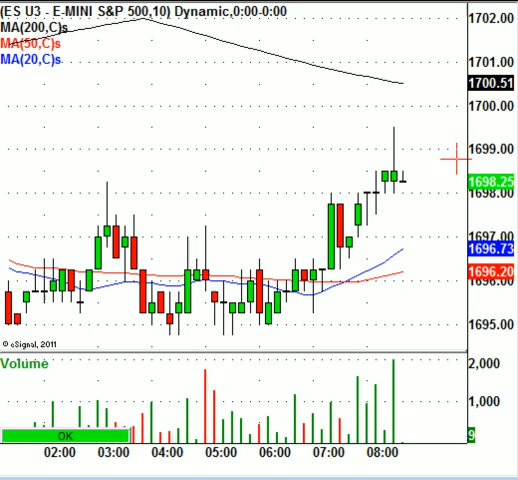 (ES U3 - E-MINI S&P 500,10) Dynamic,0:00-0:00
MA(200,C)s
MA(50,C)s
MA(20,C)s
1702.00
1701.00
1700.51
1700.00
1699.00
1698.25
1698.00
1697.00
1696.73
1696.20
1696.00
1695.00
© eSignal, 2011
Volume
2,000
1,000
9
OK
02:00 03:00 04:00 05:00 06:00 07:00 08:00